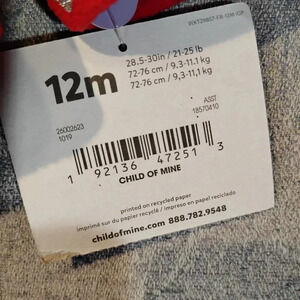 12m
28.5-30in / 21-25 lb
72-76 cm / 9.3-11.1 kg
72-76 cm / 9,3-11,1 kg
26002623
1019
ASST
18570410
1 92136 47251 3
CHILD OF MINE
printed on recycled paper
imprimé sur du papier recyclé / impreso en papel reciclado
childofmine.com 888.782.9548